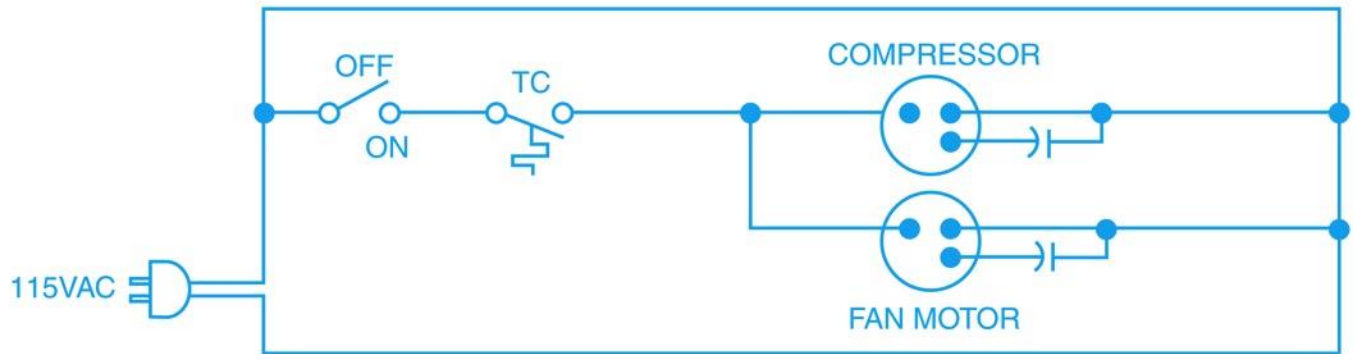 COMPRESSOR
OFF
TC
ON
115VAC
FAN MOTOR